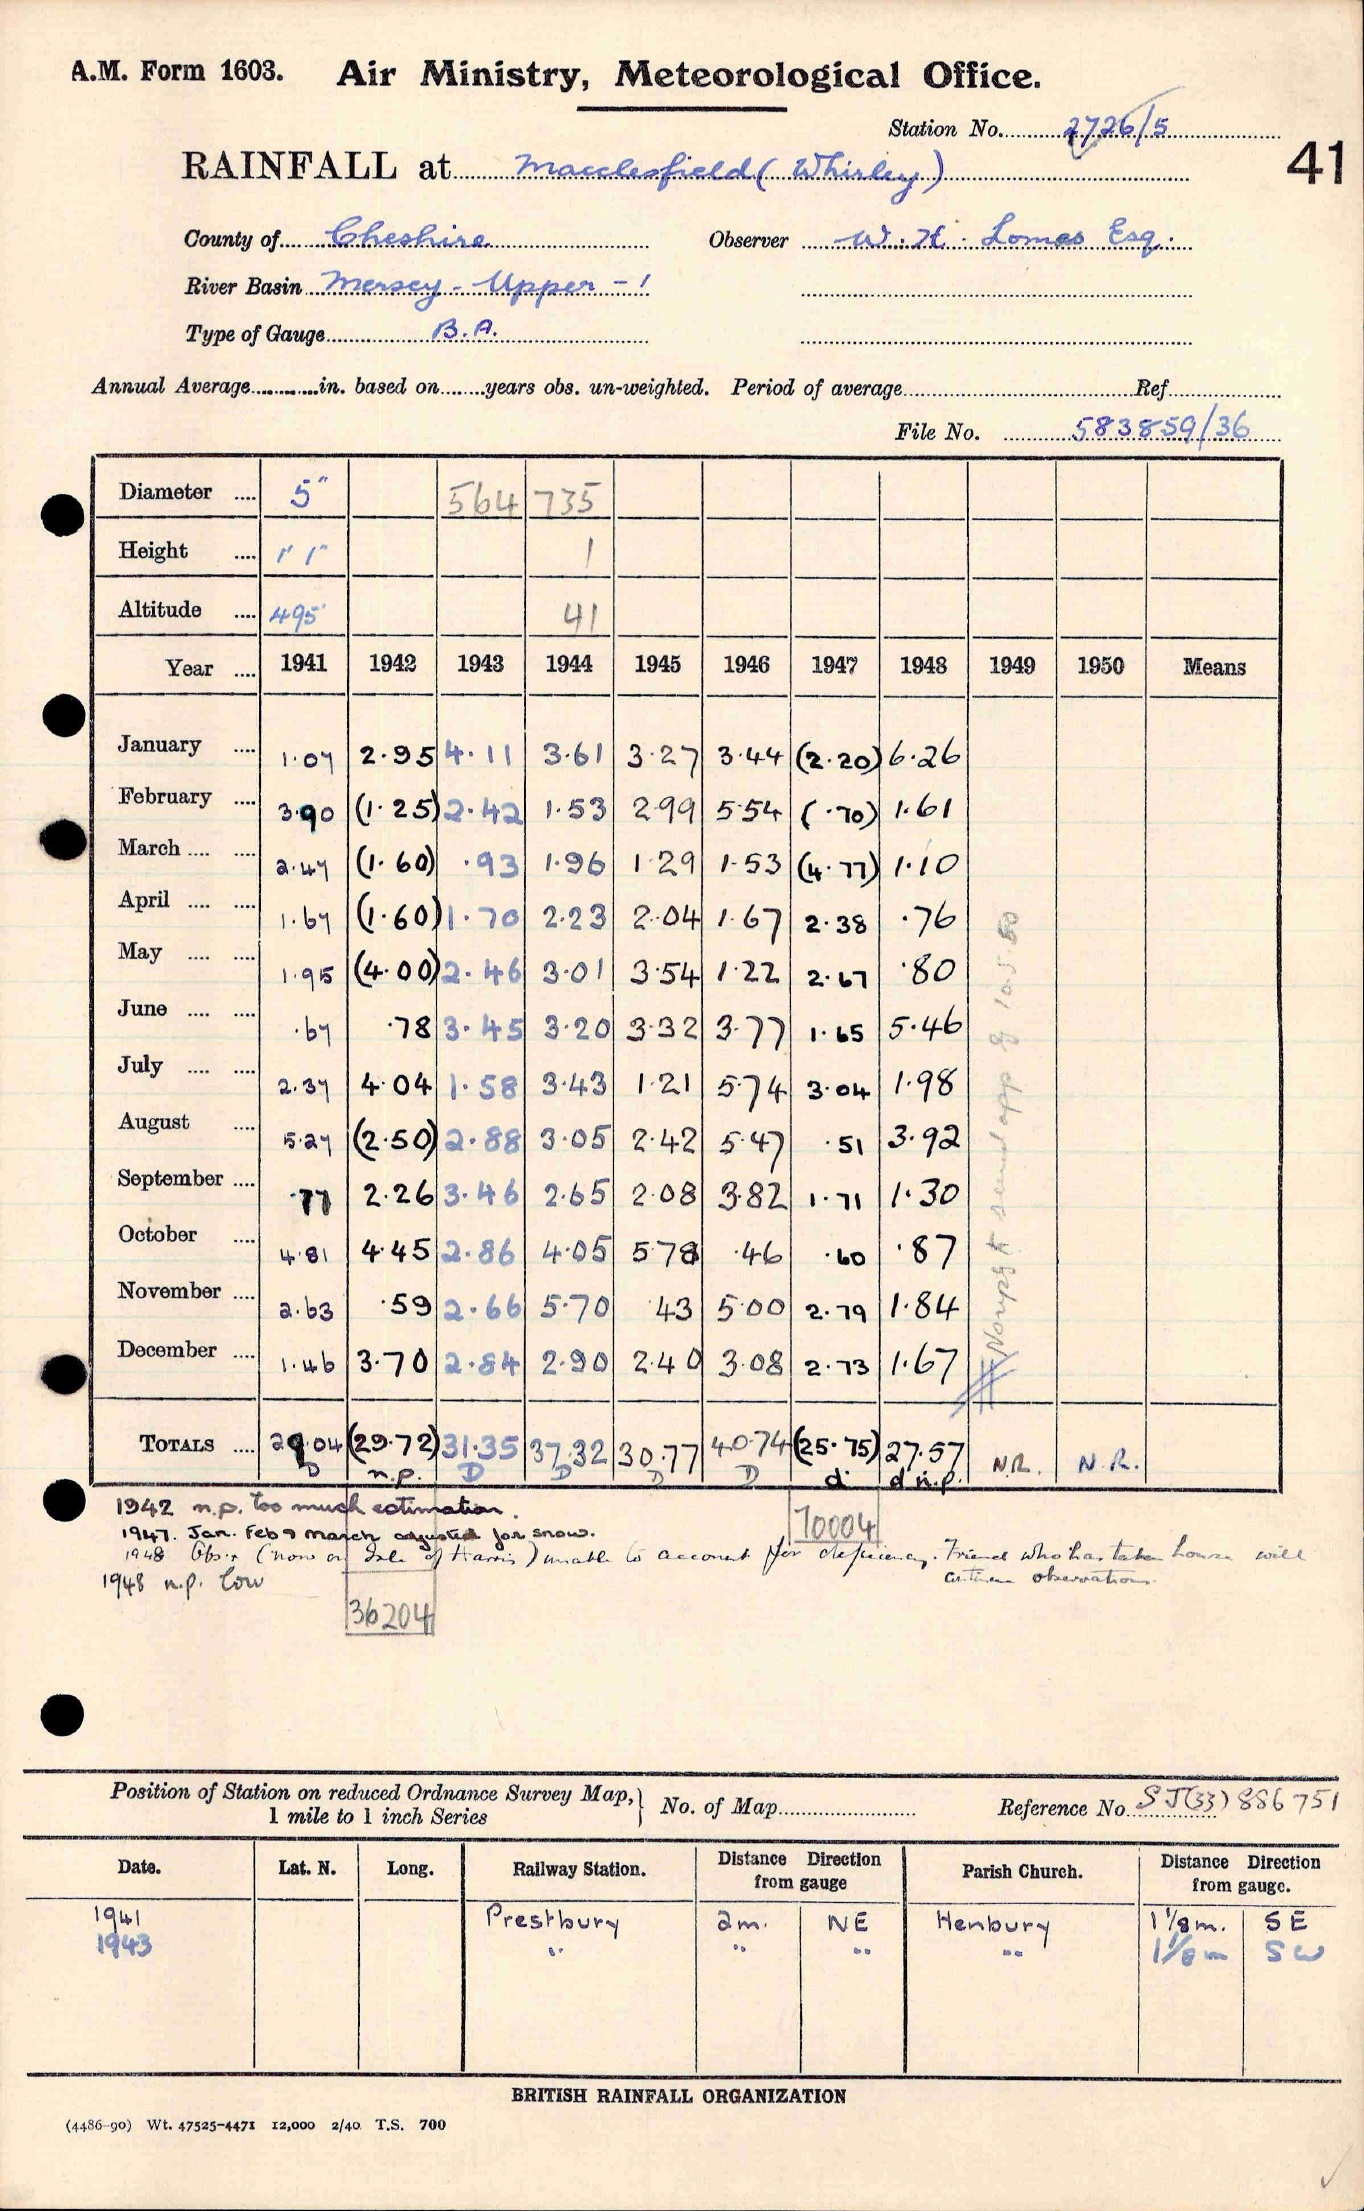 A.M. Form 1603. Air Ministry, Meteorological Office.
Station No. 2726/5
41
RAINFALL at Macclesfield (Whirley)
County of Cheshire Observer W. H. Lomas Esq.
River Basin Mersey - Upper - 1
Type of Gauge B.A.
Annual Average in. based on years obs. un-weighted. Period of average Ref
File No. 583859/36
Diameter .... 5" 564 735
Height .... 1' 1" 1
Altitude .... 495' 41
Year .... 1941 1942 1943 1944 1945 1946 1947 1948 1949 1950 Means
January .... 1.07 2.95 4.11 3.61 3.27 3.44 (2.20) 6.26
February .... 3.90 (1.25) 2.42 1.53 2.99 5.54 (.70) 1.61
March .... .... 2.47 (1.60) .93 1.96 1.29 1.53 (4.77) 1.10
April .... .... 1.67 (1.60) 1.70 2.23 2.04 1.67 2.38 .76
May .... .... 1.95 (4.00) 2.46 3.01 3.54 1.22 2.67 .80
June .... .... .67 .78 3.45 3.20 3.32 3.77 1.65 5.46
July .... .... 2.37 4.04 1.58 3.43 1.21 5.74 3.04 1.98
August .... 5.27 (2.50) 2.88 3.05 2.42 5.47 .51 3.92
September .... .77 2.26 3.46 2.65 2.08 3.82 1.71 1.30
October .... 4.81 4.45 2.86 4.05 5.78 .46 .60 .87
November .... 2.63 .59 2.66 5.70 43 5.00 2.79 1.84
December .... 1.46 3.70 2.84 2.90 2.40 3.08 2.73 1.67
TOTALS .... 29.04 (29.72) 31.35 37.32 30.77 40.74 (25.75) 27.57 N.R. N.R.
D n.p. D D D D d d n.p.
1942 n.p. too much estimation.
1947. Jan. Feb & March adjusted for snow.
70004
1948 Obs.r (now on Isle of Harris) unable to account for deficiency. Friend who has taken house will
continue observations.
1948 n.p. low
36204
Position of Station on reduced Ordnance Survey Map,
1 mile to 1 inch Series
No. of Map Reference No. SJ(33) 886751
Date. Lat. N. Long. Railway Station. Distance Direction from gauge Parish Church. Distance Direction from gauge.
1941 Prestbury 2m. NE Henbury 1 1/8 m. SE
1943 " " " " 1 1/8 m SW
BRITISH RAINFALL ORGANIZATION
(4486-90) Wt. 47525-4471 12,000 2/40 T.S. 700